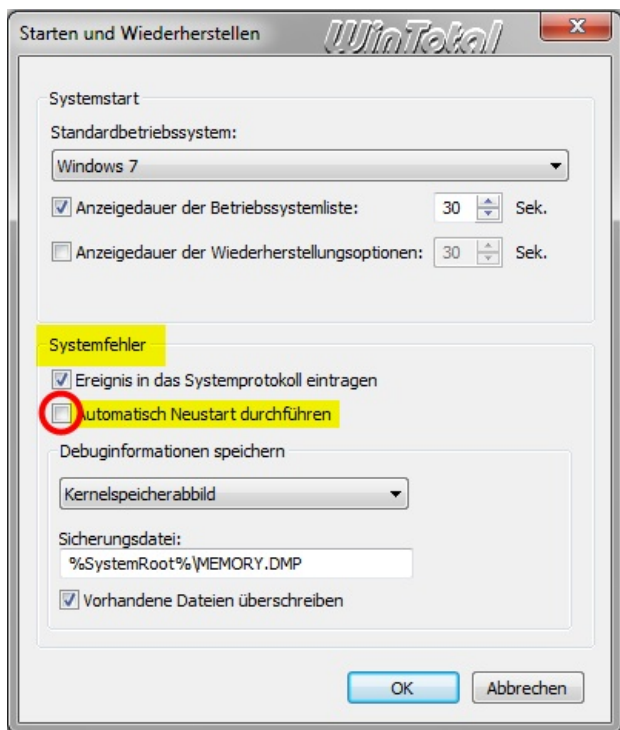 Starten und Wiederherstellen
WinTotal
Systemstart
Standardbetriebssystem:
Windows 7
Anzeigedauer der Betriebssystemliste: 30 Sek.
Anzeigedauer der Wiederherstellungsoptionen: 30 Sek.
Systemfehler
Ereignis in das Systemprotokoll eintragen
Automatisch Neustart durchführen
Debuginformationen speichern
Kernelspeicherabbild
Sicherungsdatei:
%SystemRoot%\MEMORY.DMP
Vorhandene Dateien überschreiben
OK Abbrechen